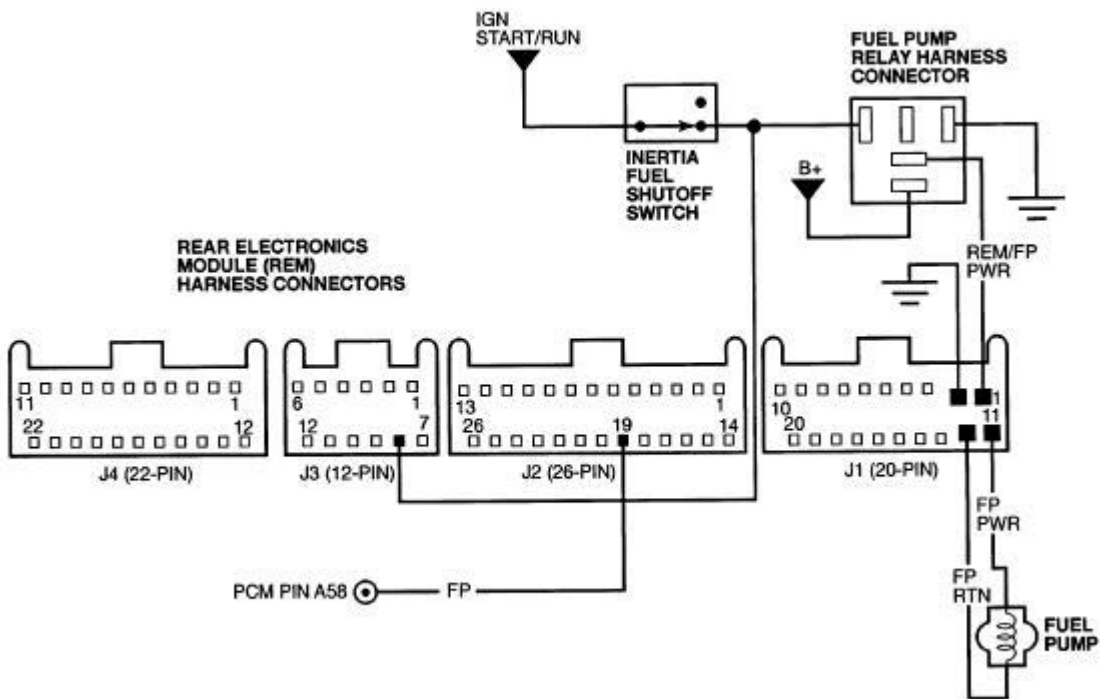 IGN
START/RUN
FUEL PUMP
RELAY HARNESS
CONNECTOR
INERTIA
FUEL
SHUTOFF
SWITCH
B+
REAR ELECTRONICS
MODULE (REM)
HARNESS CONNECTORS
REM/FP
PWR
11 1
22 12
J4 (22-PIN)
6 1
12 7
J3 (12-PIN)
13 1
26 19 14
J2 (26-PIN)
10 1
20 11
J1 (20-PIN)
FP
PWR
PCM PIN A58
FP
FP
RTN
FUEL
PUMP